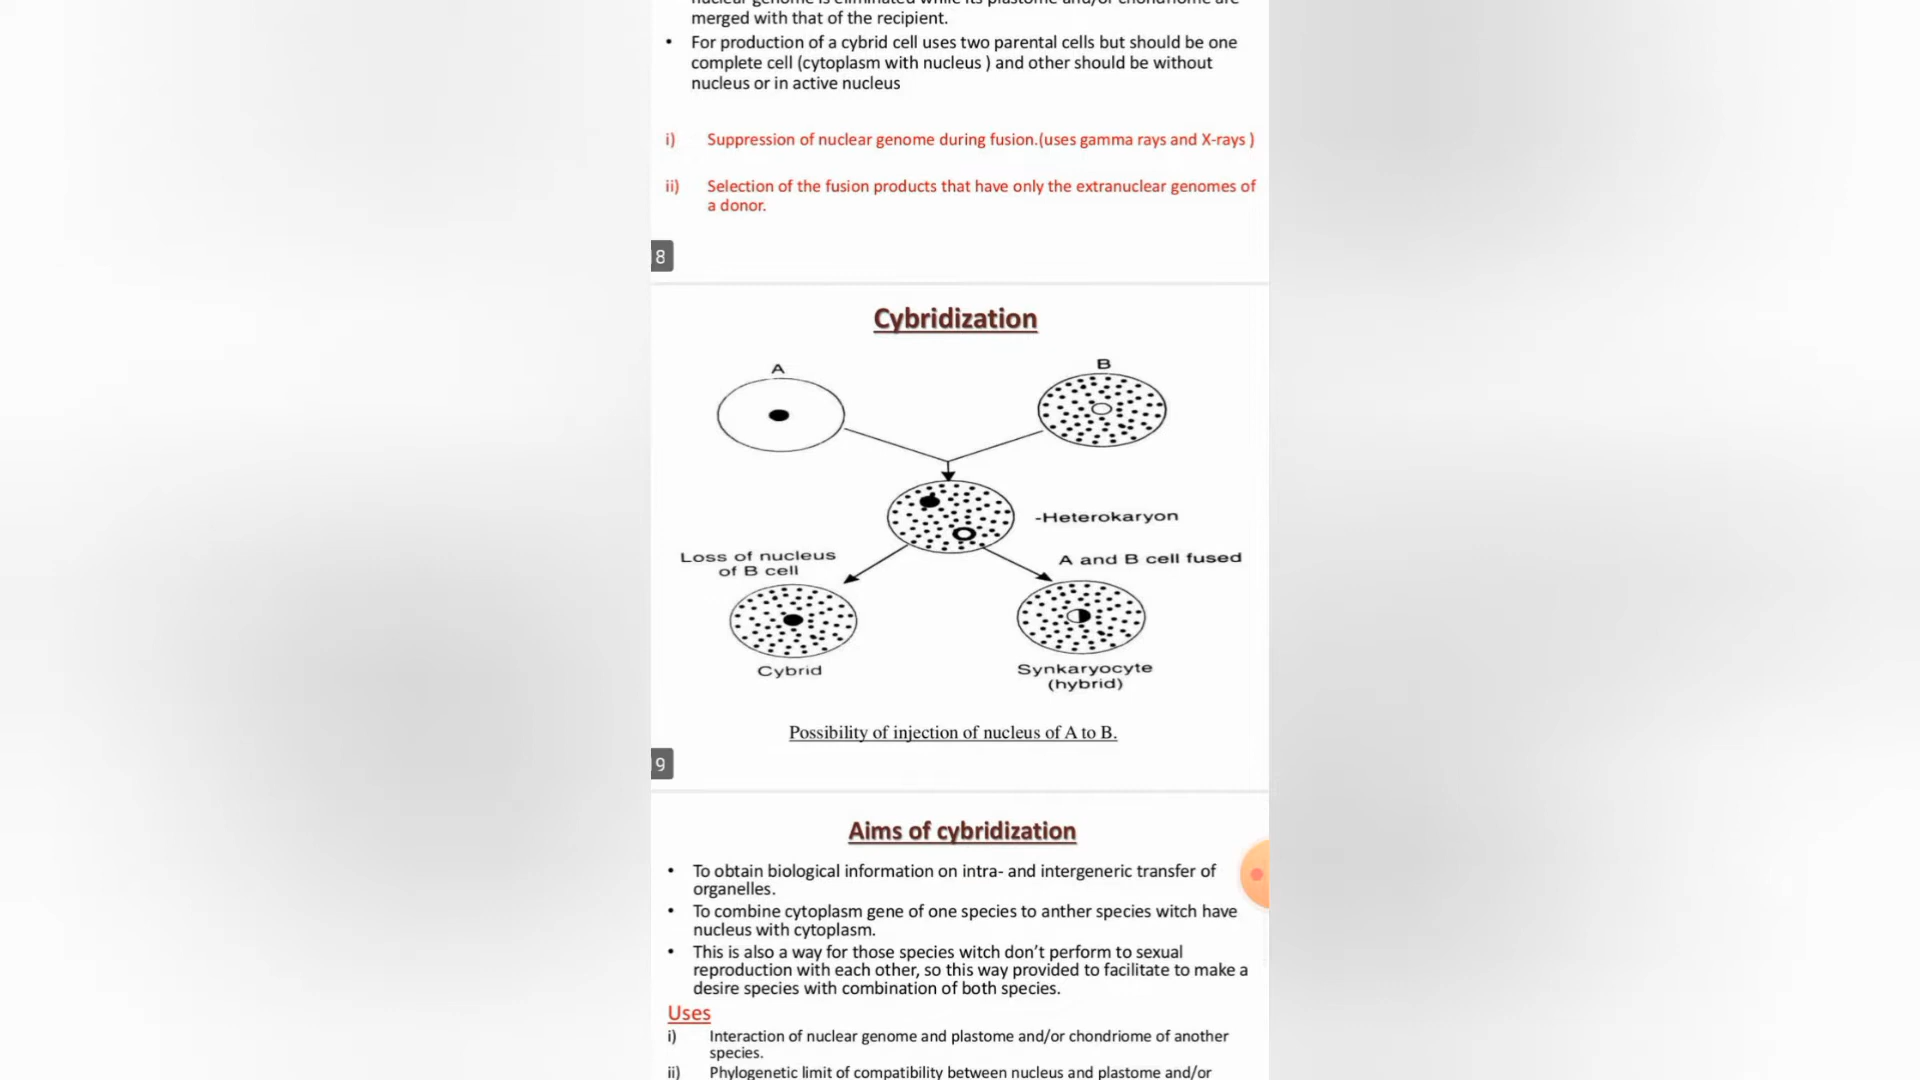 merged with that of the recipient.
• For production of a cybrid cell uses two parental cells but should be one
complete cell (cytoplasm with nucleus ) and other should be without
nucleus or in active nucleus
i) Suppression of nuclear genome during fusion.(uses gamma rays and X-rays )
ii) Selection of the fusion products that have only the extranuclear genomes of
a donor.
8
Cybridization
A
B
-Heterokaryon
Loss of nucleus
of B cell
A and B cell fused
Cybrid
Synkaryocyte
(hybrid)
Possibility of injection of nucleus of A to B.
9
Aims of cybridization
• To obtain biological information on intra- and intergeneric transfer of
organelles.
• To combine cytoplasm gene of one species to anther species witch have
nucleus with cytoplasm.
• This is also a way for those species witch don’t perform to sexual
reproduction with each other, so this way provided to facilitate to make a
desire species with combination of both species.
Uses
i) Interaction of nuclear genome and plastome and/or chondriome of another
species.
ii) Phylogenetic limit of compatibility between nucleus and plastome and/or